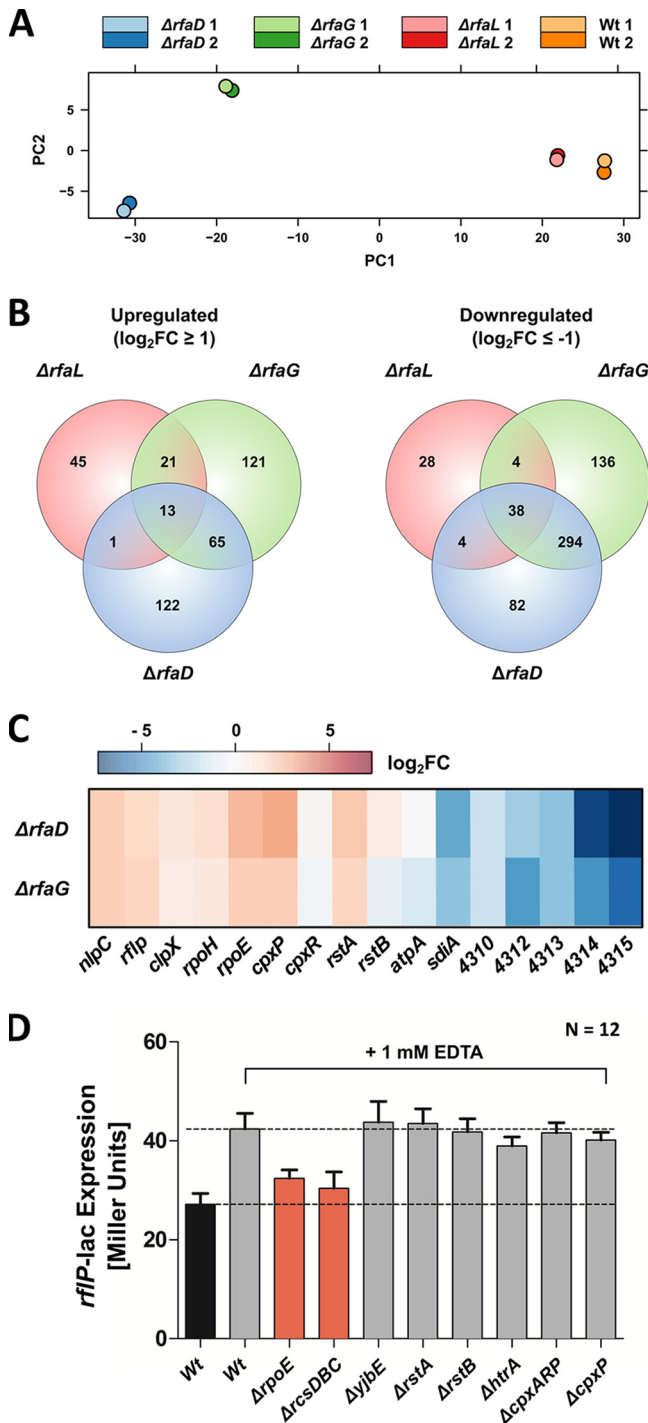 A
ΔrfaD 1
ΔrfaD 2
ΔrfaG 1
ΔrfaG 2
ΔrfaL 1
ΔrfaL 2
Wt 1
Wt 2
PC2
5
0
−5
−30
−20
−10
0
10
20
30
PC1
B
Upregulated
(log₂FC ≥ 1)
ΔrfaL
ΔrfaG
45
21
121
13
1
65
122
ΔrfaD
Downregulated
(log₂FC ≤ -1)
ΔrfaL
ΔrfaG
28
4
136
38
4
294
82
ΔrfaD
C
- 5
0
5
log₂FC
ΔrfaD
ΔrfaG
nlpC
rflp
clpX
rpoH
rpoE
cpxP
cpxR
rstA
rstB
atpA
sdiA
4310
4312
4313
4314
4315
D
N = 12
+ 1 mM EDTA
rflP-lac Expression
[Miller Units]
60
40
20
0
Wt
Wt
ΔrpoE
ΔrcsDBC
ΔyjbE
ΔrstA
ΔrstB
ΔhtrA
ΔcpxARP
ΔcpxP